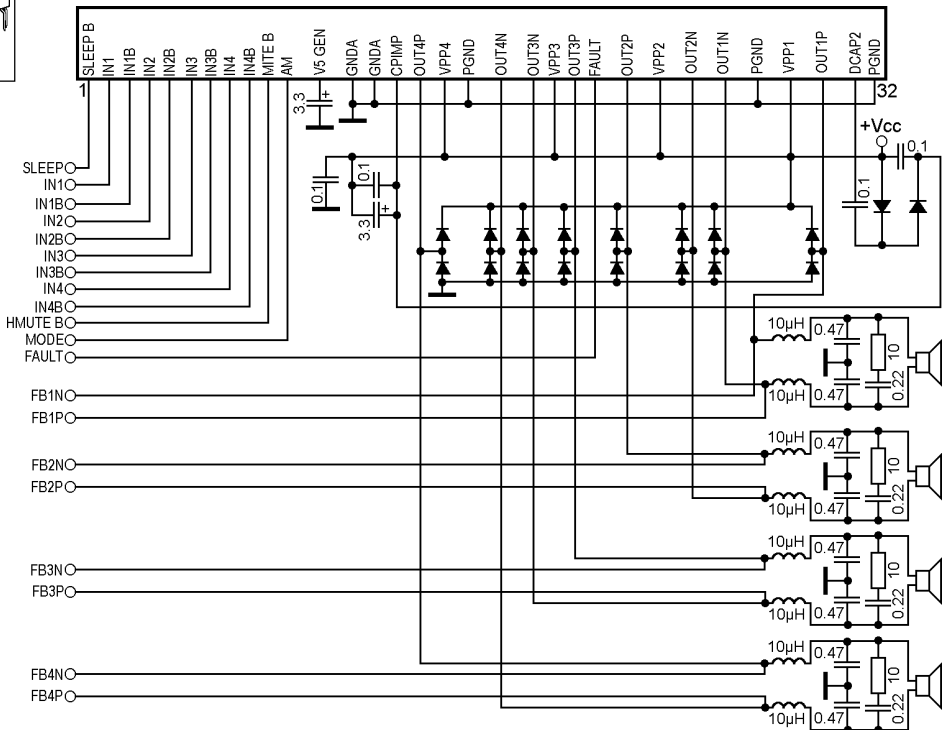 SLEEP B
IN1
IN1B
IN2
IN2B
IN3
IN3B
IN4
IN4B
MITE B
AM
V5 GEN
GNDA
GNDA
CPIMP
OUT4P
VPP4
PGND
OUT4N
OUT3N
VPP3
OUT3P
FAULT
OUT2P
VPP2
OUT2N
OUT1N
PGND
VPP1
OUT1P
DCAP2
PGND
1
32
3.3
+
+Vcc
0.1
0.1
0.1
0.1
3.3
+
SLEEP
IN1
IN1B
IN2
IN2B
IN3
IN3B
IN4
IN4B
HMUTE B
MODE
FAULT
FB1N
FB1P
FB2N
FB2P
FB3N
FB3P
FB4N
FB4P
10µH
0.47
10
10µH
0.47
0.22
10µH
0.47
10
10µH
0.47
0.22
10µH
0.47
10
10µH
0.47
0.22
10µH
0.47
10
10µH
0.47
0.22